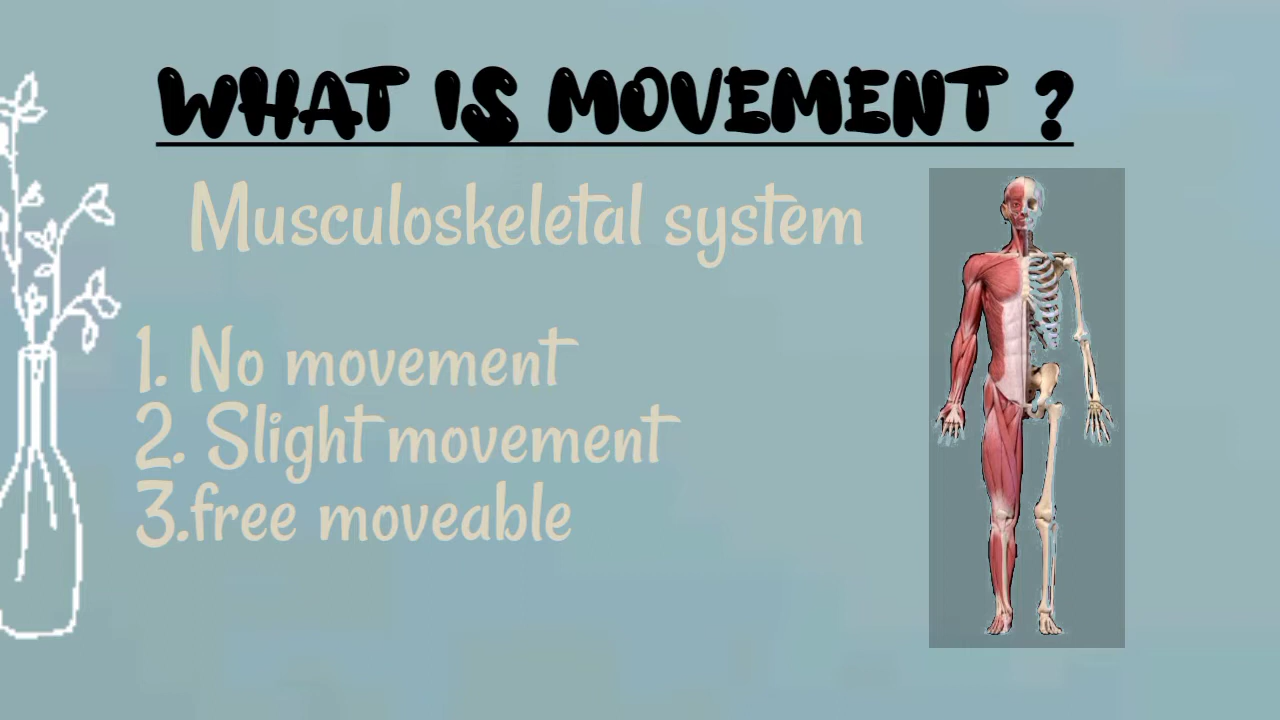 WHAT IS MOVEMENT ?
Musculoskeletal system
1. No movement
2. Slight movement
3.free moveable